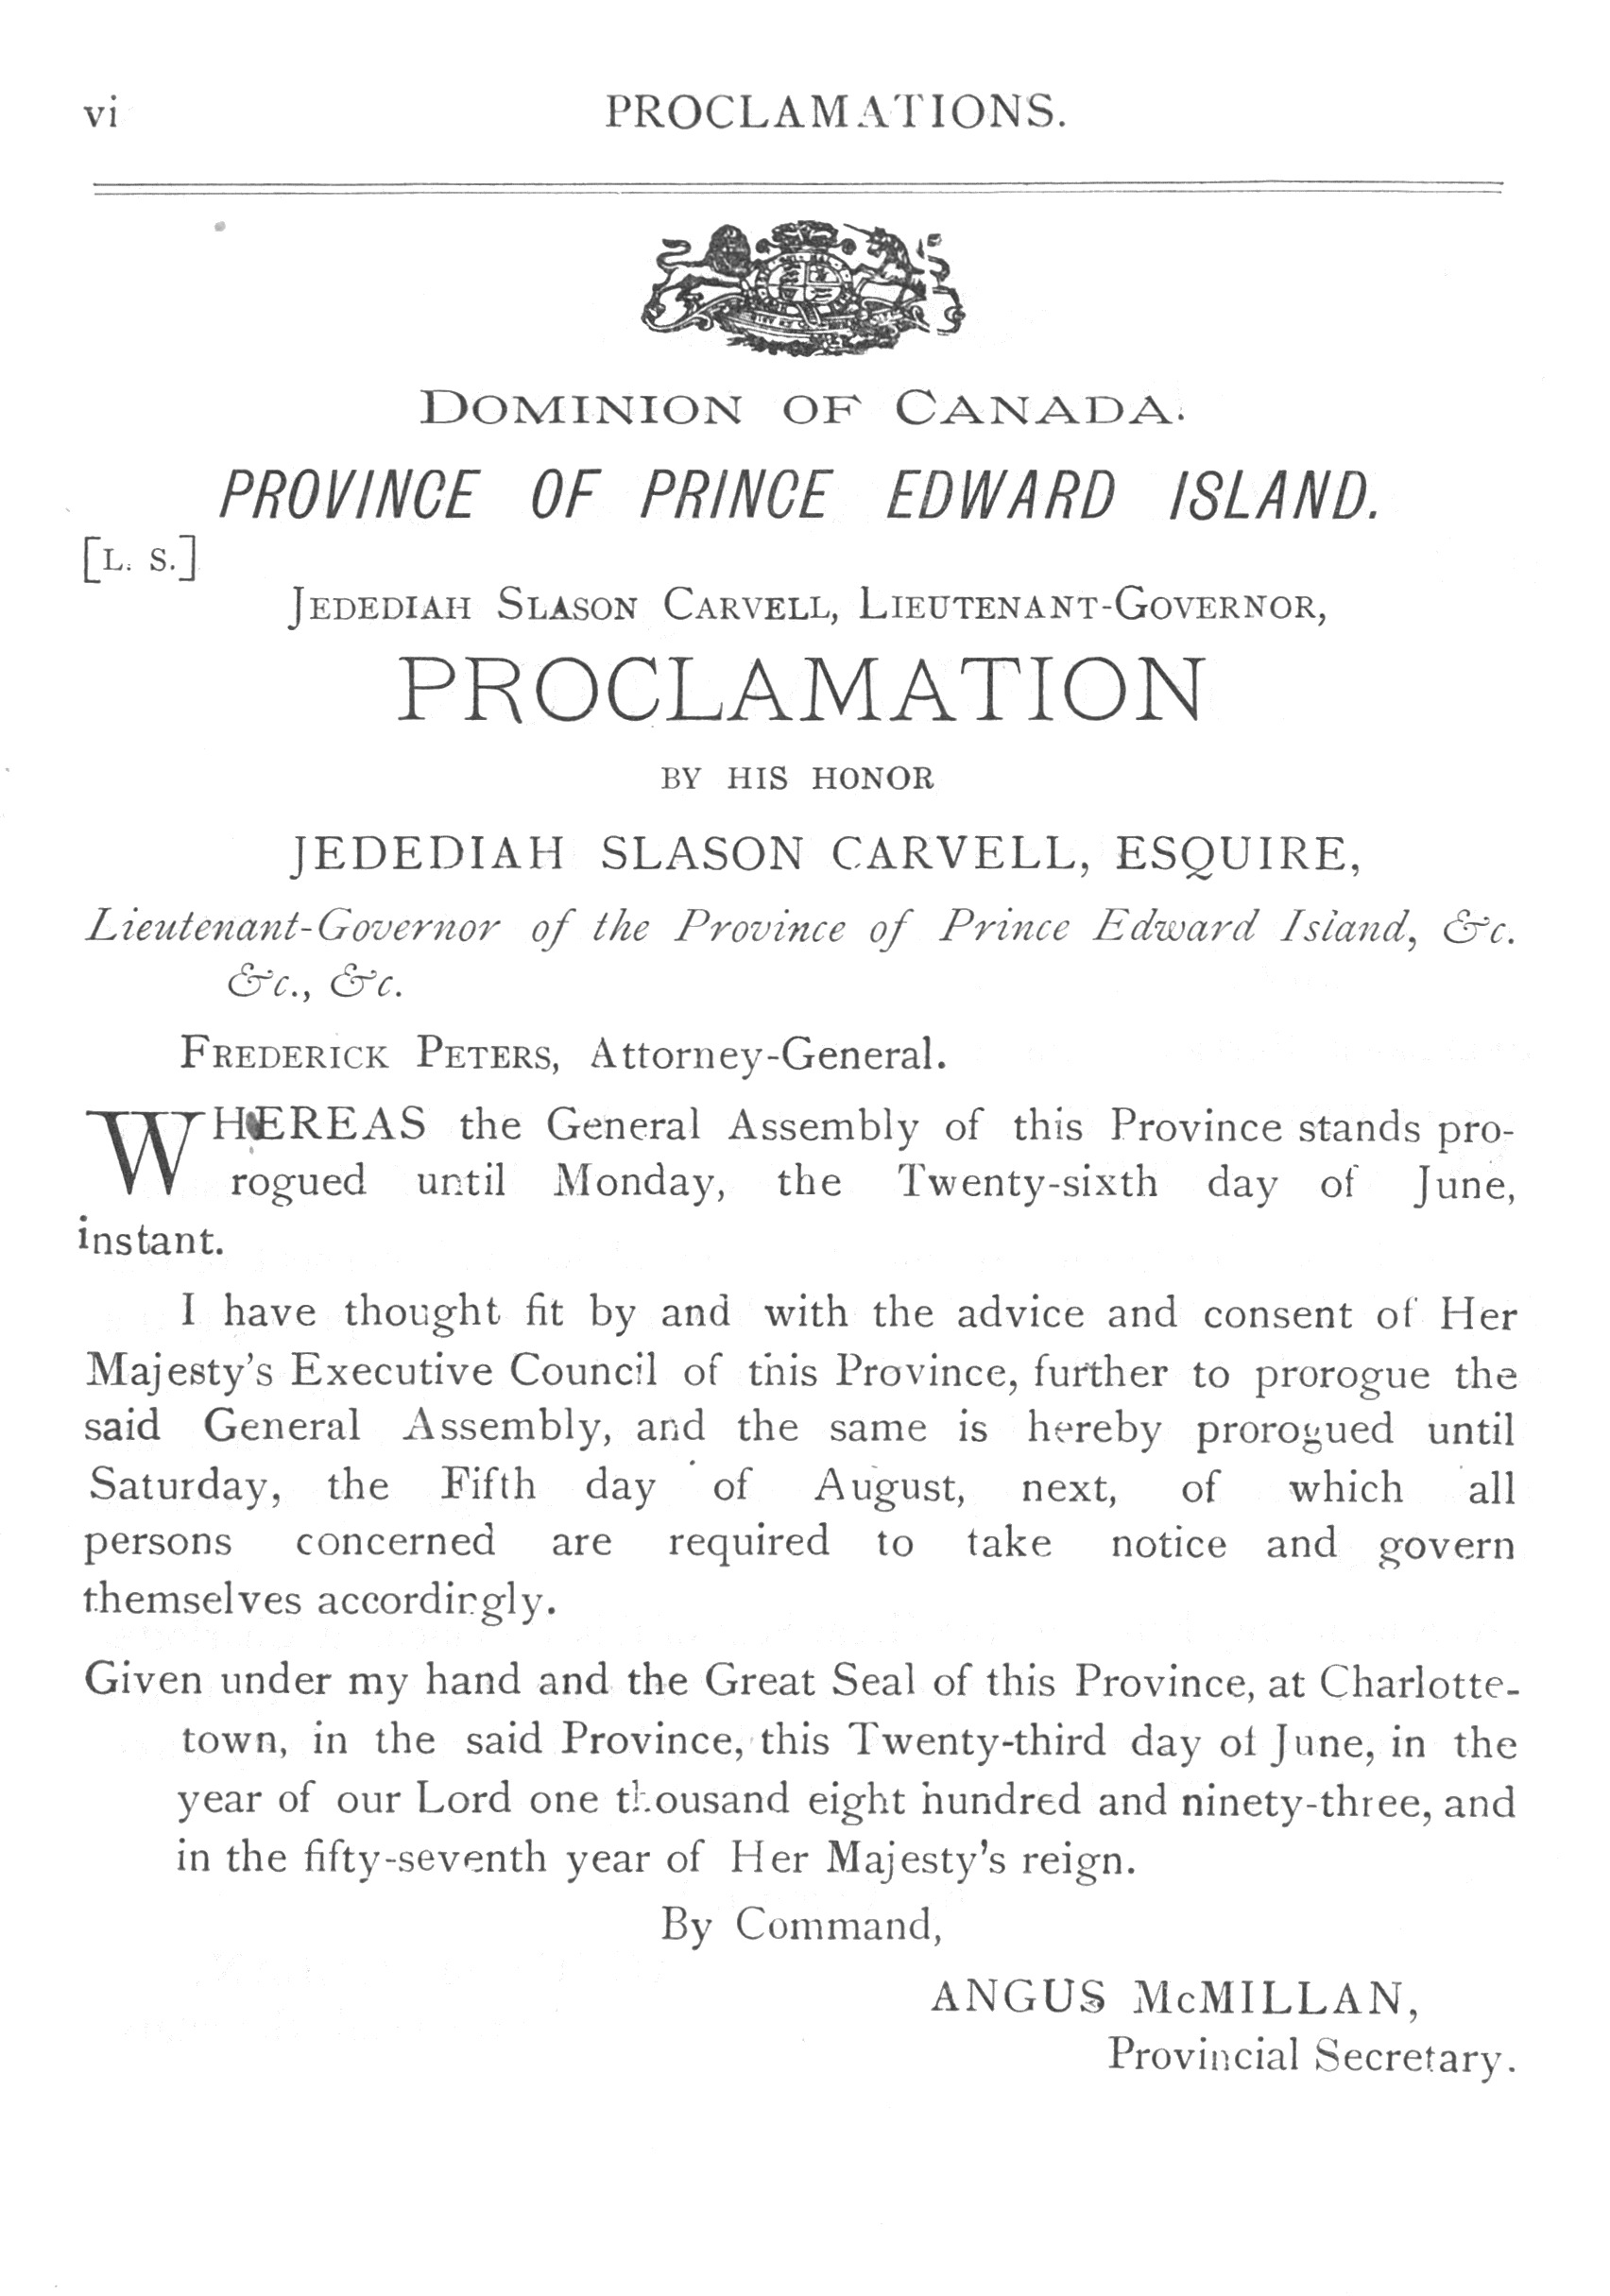 vi PROCLAMATIONS.
DOMINION OF CANADA.
PROVINCE OF PRINCE EDWARD ISLAND.
[L. S.]
JEDEDIAH SLASON CARVELL, LIEUTENANT-GOVERNOR,
PROCLAMATION
BY HIS HONOR
JEDEDIAH SLASON CARVELL, ESQUIRE,
Lieutenant-Governor of the Province of Prince Edward Island, &c.
&c., &c.
FREDERICK PETERS, Attorney-General.
WHEREAS the General Assembly of this Province stands pro-
rogued until Monday, the Twenty-sixth day of June,
instant.
I have thought fit by and with the advice and consent of Her
Majesty's Executive Council of this Province, further to prorogue the
said General Assembly, and the same is hereby prorogued until
Saturday, the Fifth day of August, next, of which all
persons concerned are required to take notice and govern
themselves accordingly.
Given under my hand and the Great Seal of this Province, at Charlotte-
town, in the said Province, this Twenty-third day of June, in the
year of our Lord one thousand eight hundred and ninety-three, and
in the fifty-seventh year of Her Majesty's reign.
By Command,
ANGUS McMILLAN,
Provincial Secretary.